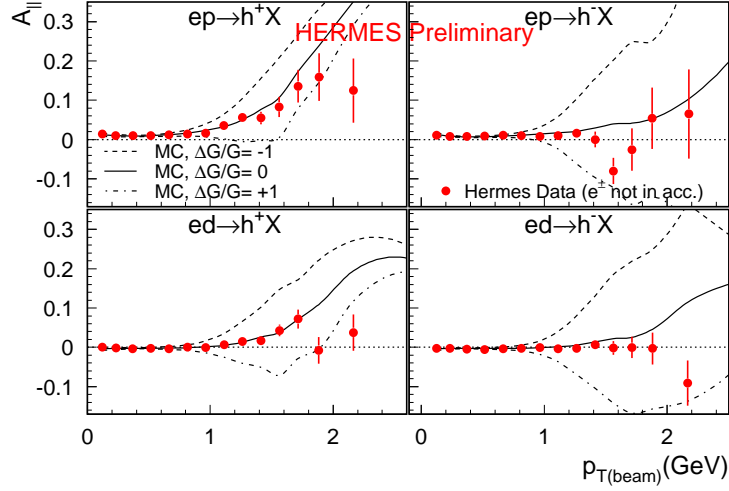 A||
ep→h⁺X
ep→h⁻X
HERMES Preliminary
0.3
0.2
0.1
0
-0.1
MC, ΔG/G= -1
MC, ΔG/G= 0
MC, ΔG/G= +1
Hermes Data (e± not in acc.)
ed→h⁺X
ed→h⁻X
0.3
0.2
0.1
0
-0.1
0 1 2 0 1 2
pT(beam)(GeV)